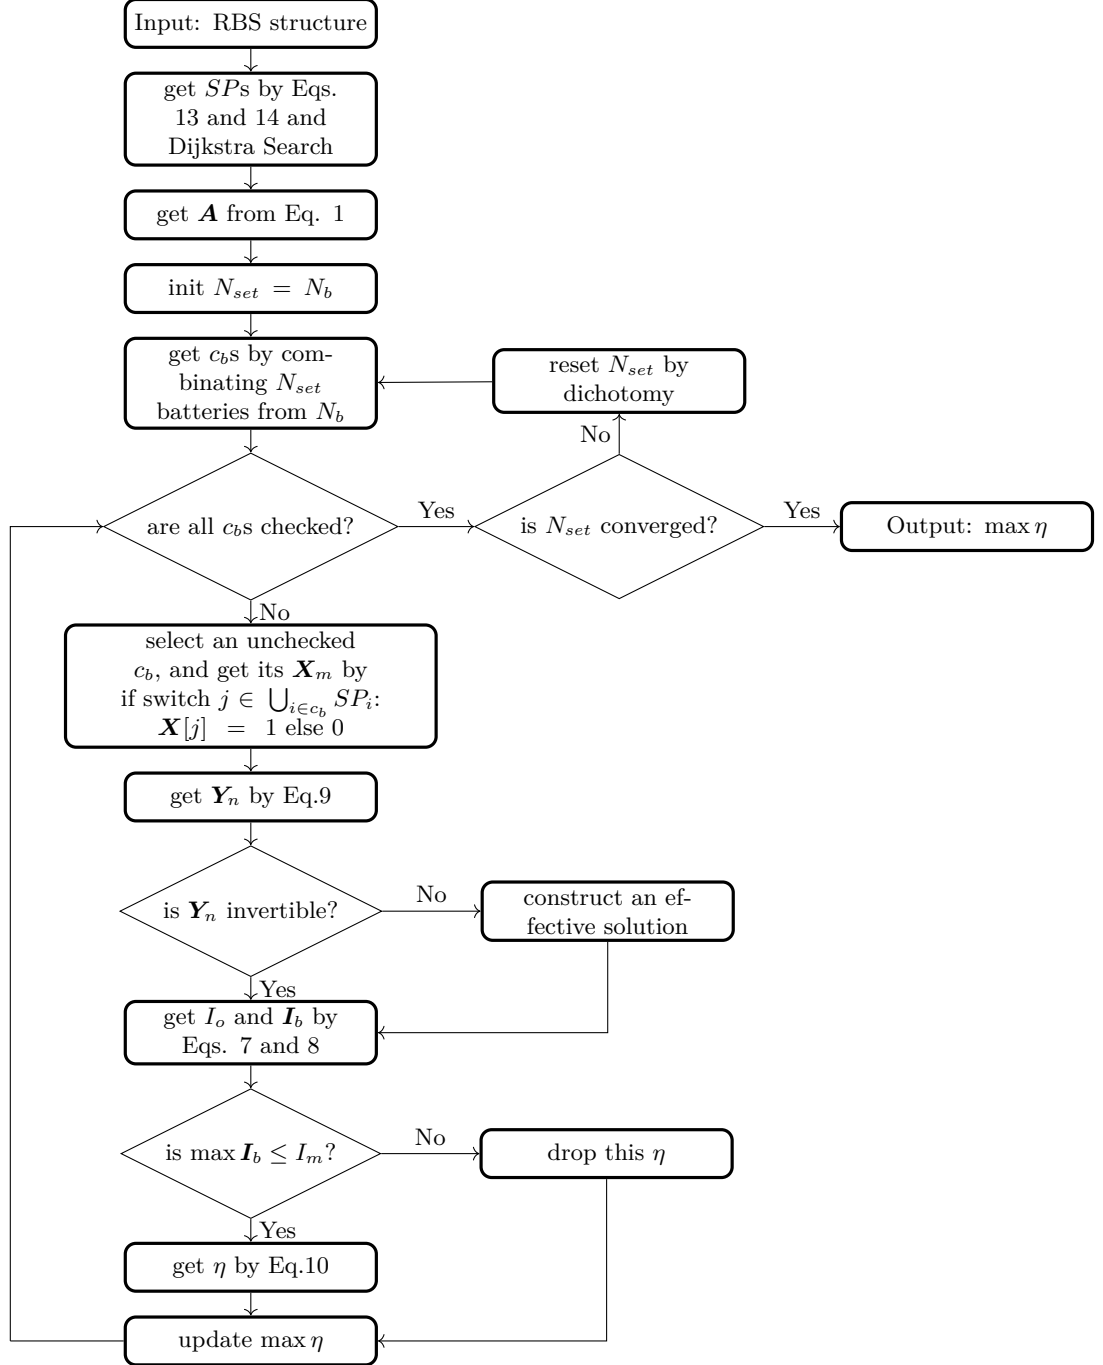 Input: RBS structure
get SPs by Eqs.
13 and 14 and
Dijkstra Search
get A from Eq. 1
init N_set = N_b
get c_bs by com-
binating N_set
batteries from N_b
reset N_set by
dichotomy
No
are all c_bs checked?
Yes
is N_set converged?
Yes
Output: max η
No
select an unchecked
c_b, and get its X_m by
if switch j ∈ ⋃_{i∈c_b} SP_i:
X[j] = 1 else 0
get Y_n by Eq.9
is Y_n invertible?
No
construct an ef-
fective solution
Yes
get I_o and I_b by
Eqs. 7 and 8
is max I_b ≤ I_m?
No
drop this η
Yes
get η by Eq.10
update max η